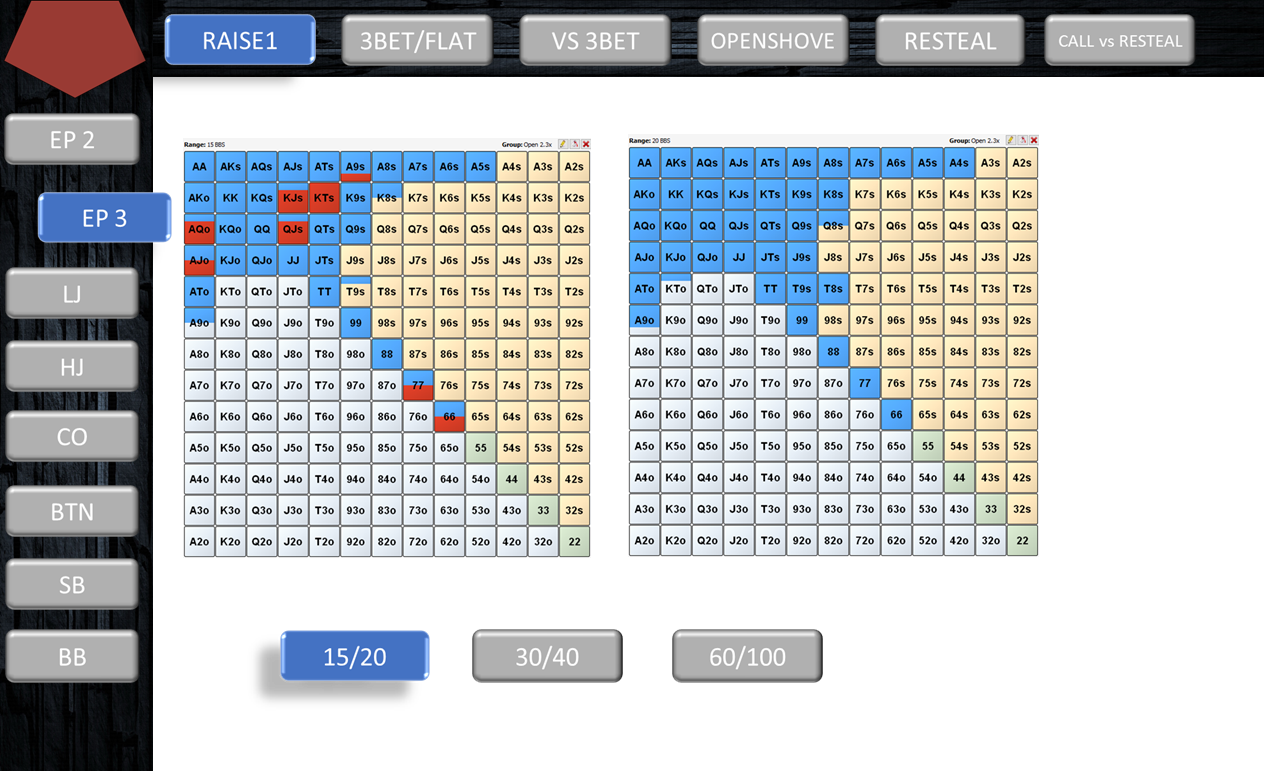 RAISE1 3BET/FLAT VS 3BET OPENSHOVE RESTEAL CALL vs RESTEAL
EP 2
EP 3
LJ
HJ
CO
BTN
SB
BB
Range: 15 BBS Group: Open 2.3x
AA AKs AQs AJs ATs A9s A8s A7s A6s A5s A4s A3s A2s
AKo KK KQs KJs KTs K9s K8s K7s K6s K5s K4s K3s K2s
AQo KQo QQ QJs QTs Q9s Q8s Q7s Q6s Q5s Q4s Q3s Q2s
AJo KJo QJo JJ JTs J9s J8s J7s J6s J5s J4s J3s J2s
ATo KTo QTo JTo TT T9s T8s T7s T6s T5s T4s T3s T2s
A9o K9o Q9o J9o T9o 99 98s 97s 96s 95s 94s 93s 92s
A8o K8o Q8o J8o T8o 98o 88 87s 86s 85s 84s 83s 82s
A7o K7o Q7o J7o T7o 97o 87o 77 76s 75s 74s 73s 72s
A6o K6o Q6o J6o T6o 96o 86o 76o 66 65s 64s 63s 62s
A5o K5o Q5o J5o T5o 95o 85o 75o 65o 55 54s 53s 52s
A4o K4o Q4o J4o T4o 94o 84o 74o 64o 54o 44 43s 42s
A3o K3o Q3o J3o T3o 93o 83o 73o 63o 53o 43o 33 32s
A2o K2o Q2o J2o T2o 92o 82o 72o 62o 52o 42o 32o 22
Range: 20 BBS Group: Open 2.3x
AA AKs AQs AJs ATs A9s A8s A7s A6s A5s A4s A3s A2s
AKo KK KQs KJs KTs K9s K8s K7s K6s K5s K4s K3s K2s
AQo KQo QQ QJs QTs Q9s Q8s Q7s Q6s Q5s Q4s Q3s Q2s
AJo KJo QJo JJ JTs J9s J8s J7s J6s J5s J4s J3s J2s
ATo KTo QTo JTo TT T9s T8s T7s T6s T5s T4s T3s T2s
A9o K9o Q9o J9o T9o 99 98s 97s 96s 95s 94s 93s 92s
A8o K8o Q8o J8o T8o 98o 88 87s 86s 85s 84s 83s 82s
A7o K7o Q7o J7o T7o 97o 87o 77 76s 75s 74s 73s 72s
A6o K6o Q6o J6o T6o 96o 86o 76o 66 65s 64s 63s 62s
A5o K5o Q5o J5o T5o 95o 85o 75o 65o 55 54s 53s 52s
A4o K4o Q4o J4o T4o 94o 84o 74o 64o 54o 44 43s 42s
A3o K3o Q3o J3o T3o 93o 83o 73o 63o 53o 43o 33 32s
A2o K2o Q2o J2o T2o 92o 82o 72o 62o 52o 42o 32o 22
15/20 30/40 60/100